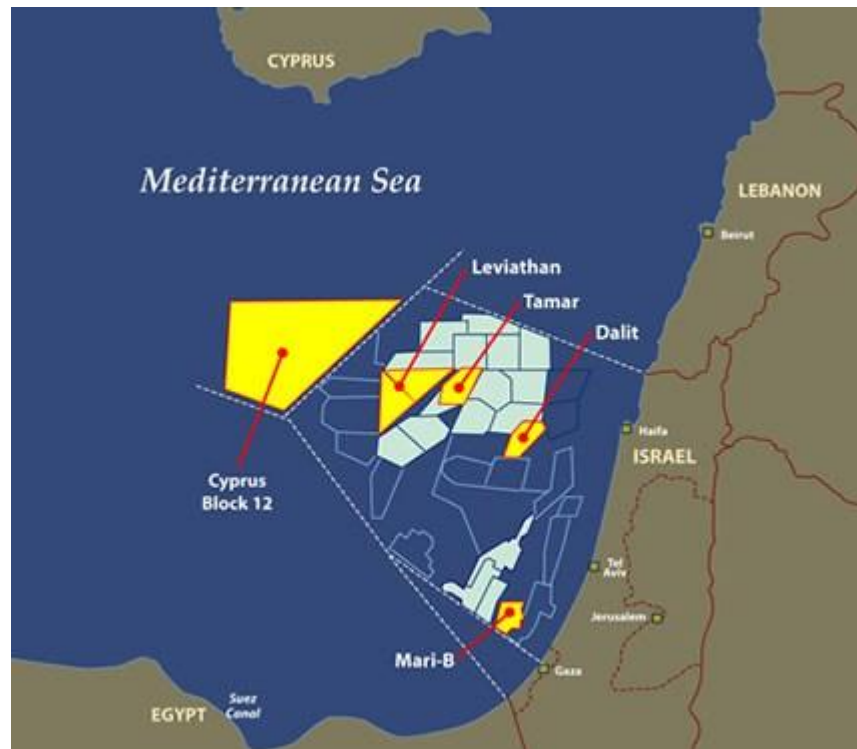 CYPRUS
Mediterranean Sea
LEBANON
Beirut
Leviathan
Tamar
Dalit
Haifa
ISRAEL
Cyprus
Block 12
Tel
Aviv
Jerusalem
Mari-B
Gaza
EGYPT
Suez
Canal